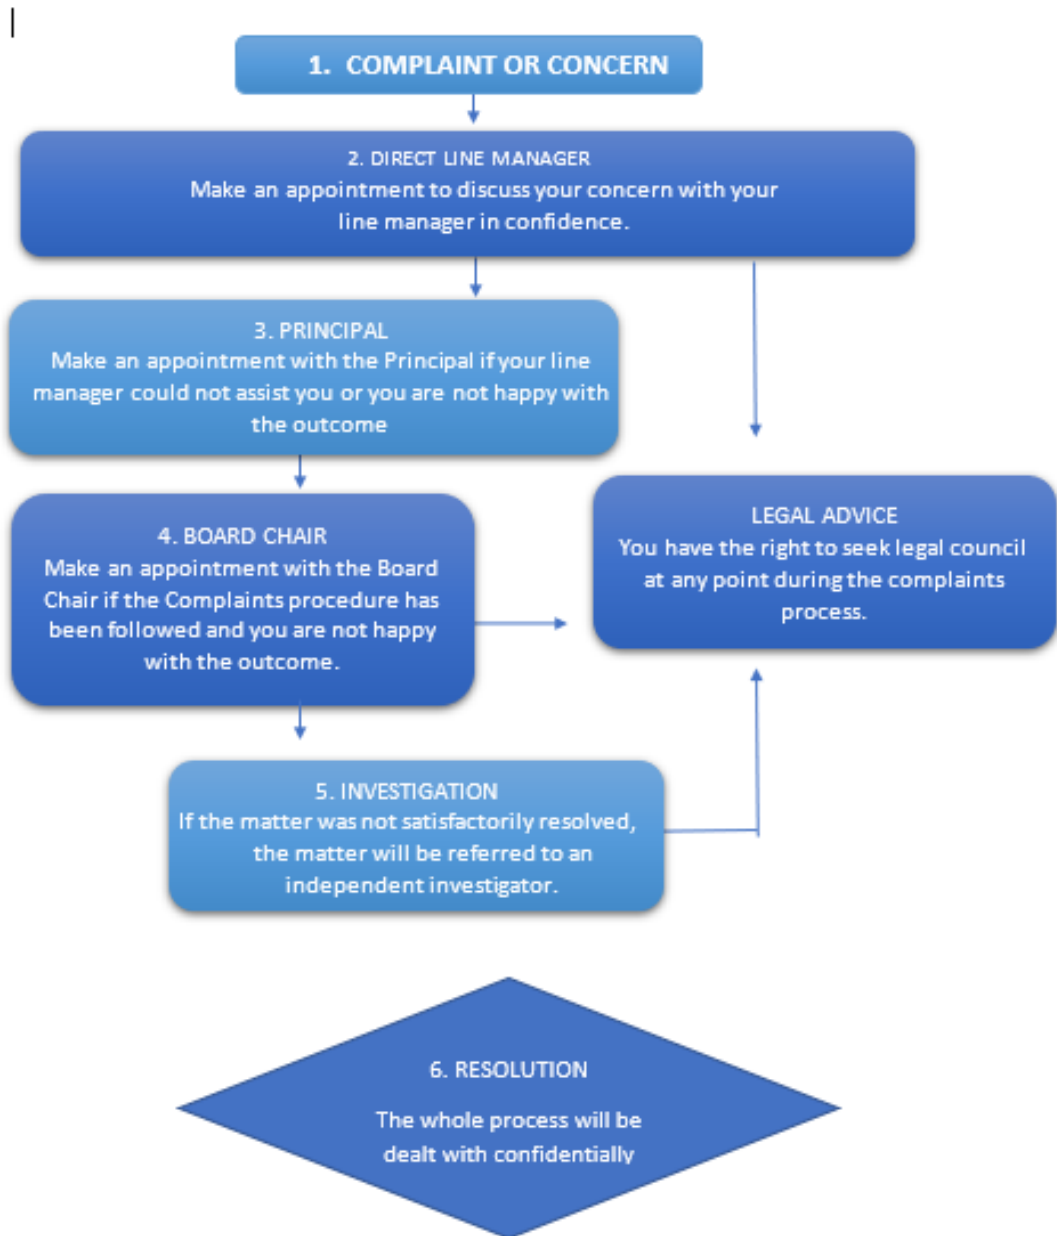 1. COMPLAINT OR CONCERN
2. DIRECT LINE MANAGER
Make an appointment to discuss your concern with your
line manager in confidence.
3. PRINCIPAL
Make an appointment with the Principal if your line
manager could not assist you or you are not happy with
the outcome
4. BOARD CHAIR
Make an appointment with the Board
Chair if the Complaints procedure has
been followed and you are not happy
with the outcome.
LEGAL ADVICE
You have the right to seek legal council
at any point during the complaints
process.
5. INVESTIGATION
If the matter was not satisfactorily resolved,
the matter will be referred to an
independent investigator.
6. RESOLUTION
The whole process will be
dealt with confidentially